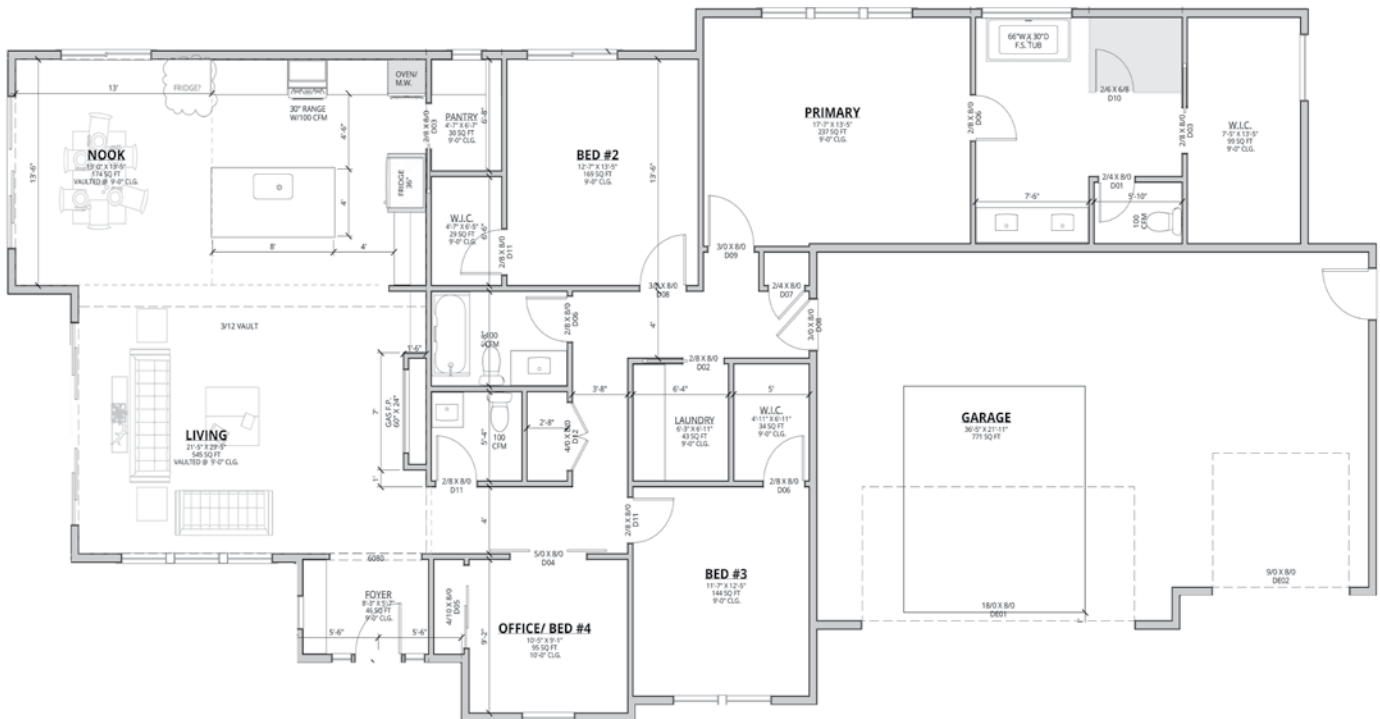 66"W X 30"D
F.S. TUB
OVEN/
M.W.
13'
FRIDGE?
30" RANGE
W/100 CFM
2/8 X 8/0
D03
PANTRY
4'-7" X 6'-7"
30 SQ FT
9'-0" CLG.
6'-8"
4'-6"
13'-6"
NOOK
13'-0" X 13'-5"
174 SQ FT
VAULTED @ 9'-0" CLG.
FRIDGE
36"
4'
8'
4'
BED #2
12'-7" X 13'-5"
169 SQ FT
9'-0" CLG.
13'-6"
W.I.C.
4'-7" X 6'-5"
29 SQ FT
9'-0" CLG.
6'-6"
2/8 X 8/0
D11
PRIMARY
17'-7" X 13'-5"
237 SQ FT
9'-0" CLG.
2/8 X 8/0
D06
2/6 X 6/8
D10
2/8 X 8/0
D03
W.I.C.
7'-5" X 13'-5"
99 SQ FT
9'-0" CLG.
2/4 X 8/0
D01
7'-6"
5'-10"
100
CFM
3/0 X 8/0
D09
D08
2/4 X 8/0
D07
3/0 X 8/0
D08
3/12 VAULT
1'-6"
100
CFM
2/8 X 8/0
D06
4'
2/8 X 8/0
D02
GAS F.P.
60" X 24"
7'
1'
LIVING
21'-5" X 29'-5"
545 SQ FT
VAULTED @ 9'-0" CLG.
5'-4"
100
CFM
2'-8"
4/0 X 8/0
D12
3'-8"
6'-4"
5'
LAUNDRY
6'-3" X 6'-11"
43 SQ FT
9'-0" CLG.
W.I.C.
4'-11" X 6'-11"
34 SQ FT
9'-0" CLG.
GARAGE
36'-5" X 21'-11"
771 SQ FT
2/8 X 8/0
D11
2/8 X 8/0
D06
4'
2/8 X 8/0
D11
6080
5/0 X 8/0
D04
FOYER
8'-3" X 5'-2"
46 SQ FT
9'-0" CLG.
5'-6"
5'-6"
4/10 X 8/0
D05
9'-2"
OFFICE/ BED #4
10'-5" X 9'-1"
95 SQ FT
10'-0" CLG.
BED #3
11'-7" X 12'-5"
144 SQ FT
9'-0" CLG.
9/0 X 8/0
DE02
18/0 X 8/0
DE01